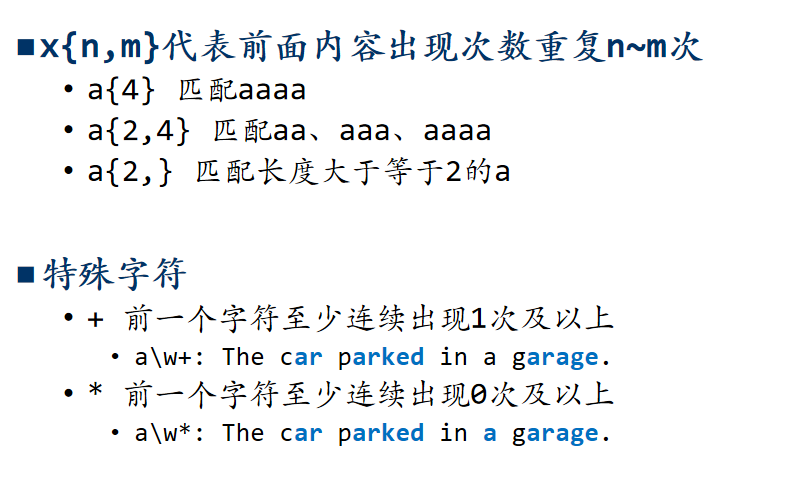 ■x{n,m}代表前面内容出现次数重复n~m次
• a{4} 匹配aaaa
• a{2,4} 匹配aa、aaa、aaaa
• a{2,} 匹配长度大于等于2的a
■特殊字符
• + 前一个字符至少连续出现1次及以上
• a\w+: The car parked in a garage.
• * 前一个字符至少连续出现0次及以上
• a\w*: The car parked in a garage.